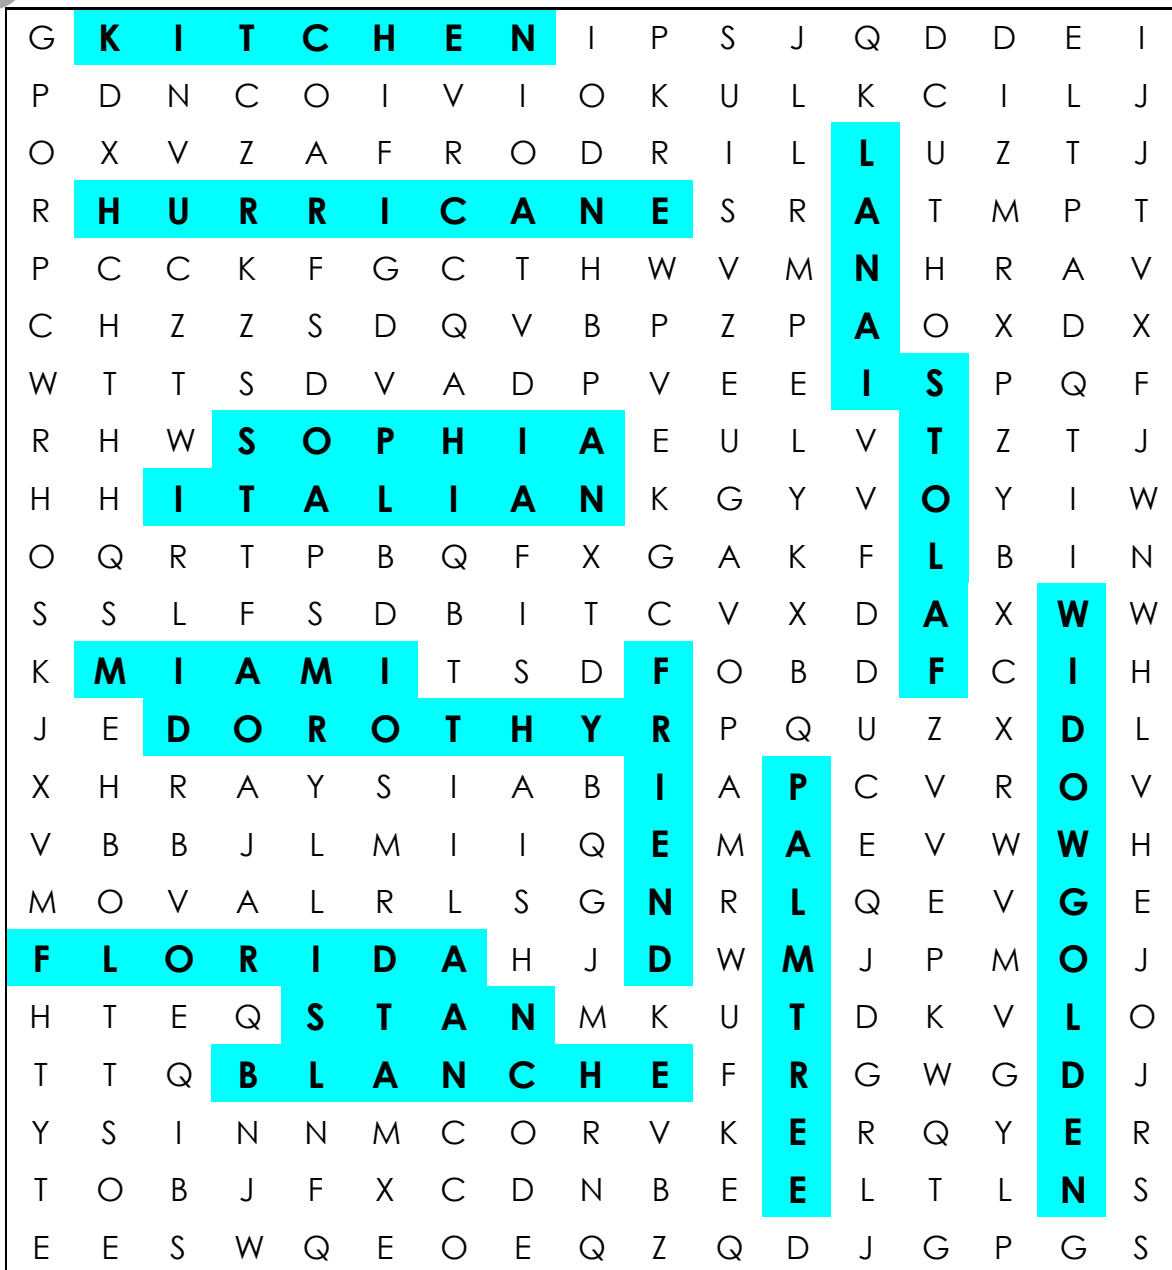 G K I T C H E N I P S J Q D D E I
P D N C O I V I O K U L K C I L J
O X V Z A F R O D R I L L U Z T J
R H U R R I C A N E S R A T M P T
P C C K F G C T H W V M N H R A V
C H Z Z S D Q V B P Z P A O X D X
W T T S D V A D P V E E I S P Q F
R H W S O P H I A E U L V T Z T J
H H I T A L I A N K G Y V O Y I W
O Q R T P B Q F X G A K F L B I N
S S L F S D B I T C V X D A X W W
K M I A M I T S D F O B D F C I H
J E D O R O T H Y R P Q U Z X D L
X H R A Y S I A B I A P C V R O V
V B B J L M I I Q E M A E V W W H
M O V A L R L S G N R L Q E V G E
F L O R I D A H J D W M J P M O J
H T E Q S T A N M K U T D K V L O
T T Q B L A N C H E F R G W G D J
Y S I N N M C O R V K E R Q Y E R
T O B J F X C D N B E E L T L N S
E E S W Q E O E Q Z Q D J G P G S